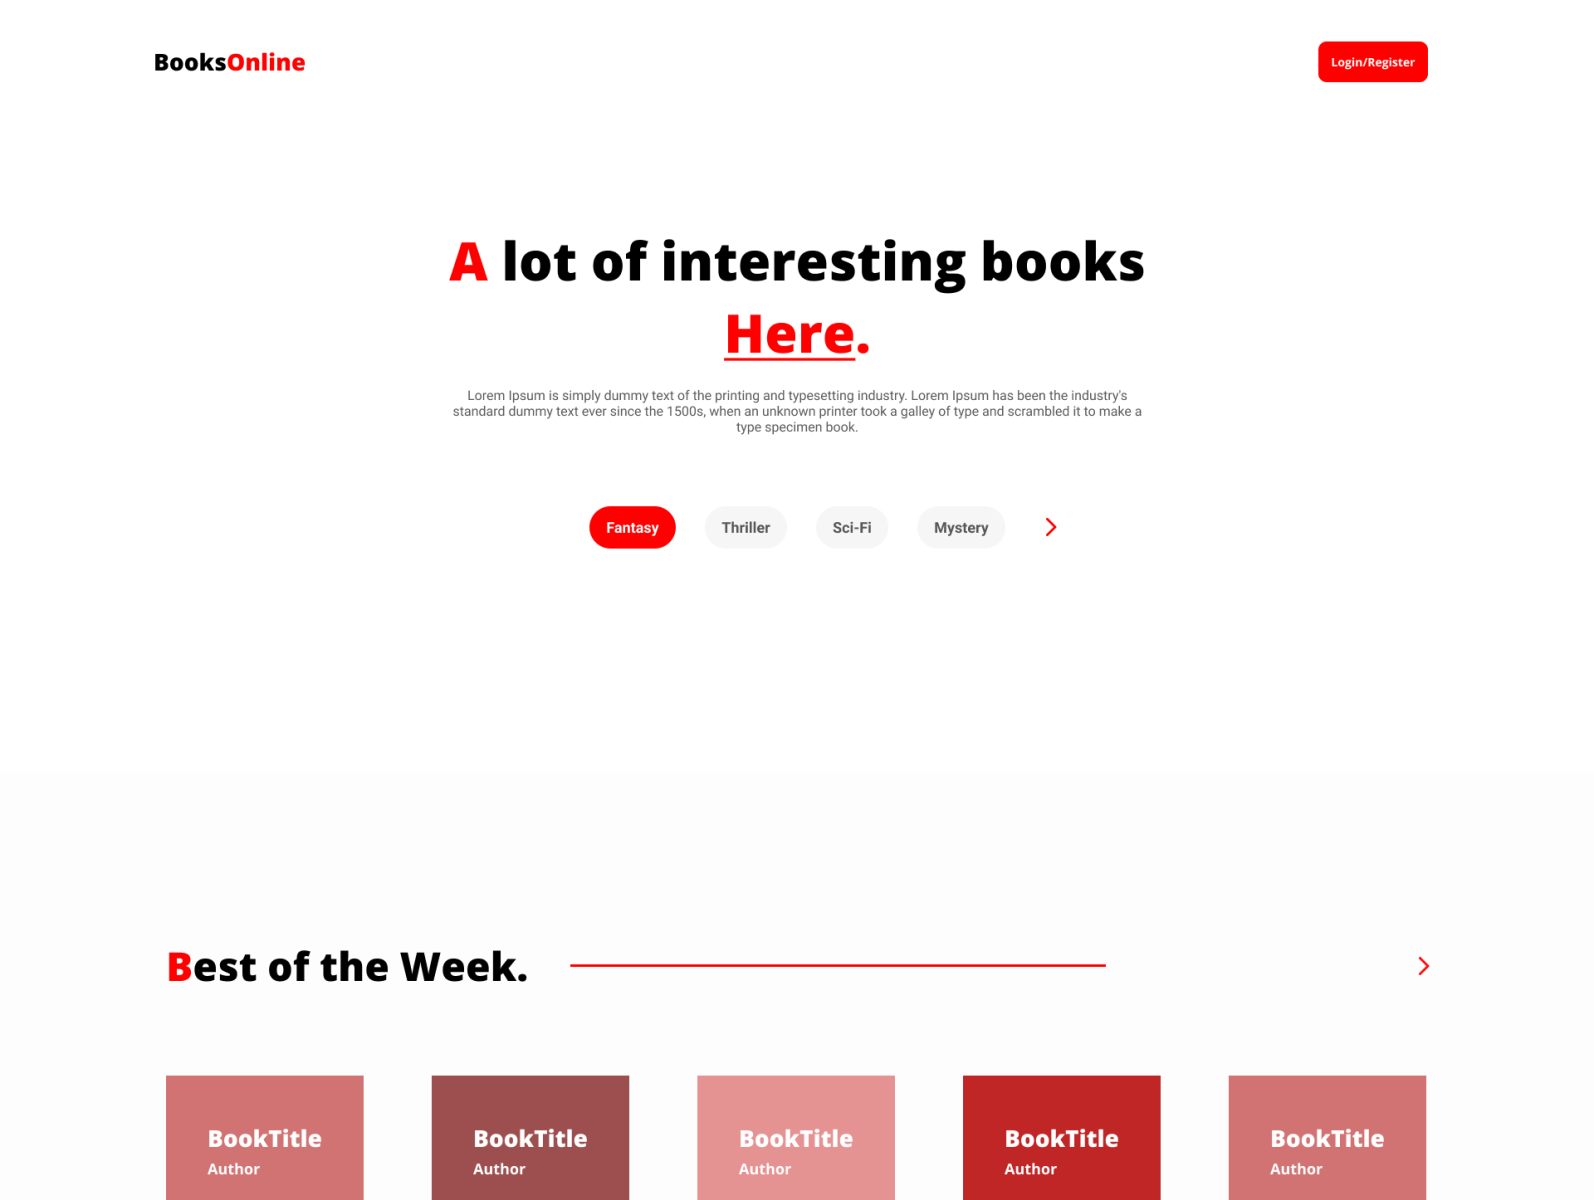 BooksOnline
Login/Register
A lot of interesting books
Here.
Lorem Ipsum is simply dummy text of the printing and typesetting industry. Lorem Ipsum has been the industry's
standard dummy text ever since the 1500s, when an unknown printer took a galley of type and scrambled it to make a
type specimen book.
Fantasy
Thriller
Sci-Fi
Mystery
Best of the Week.
BookTitle
Author
BookTitle
Author
BookTitle
Author
BookTitle
Author
BookTitle
Author